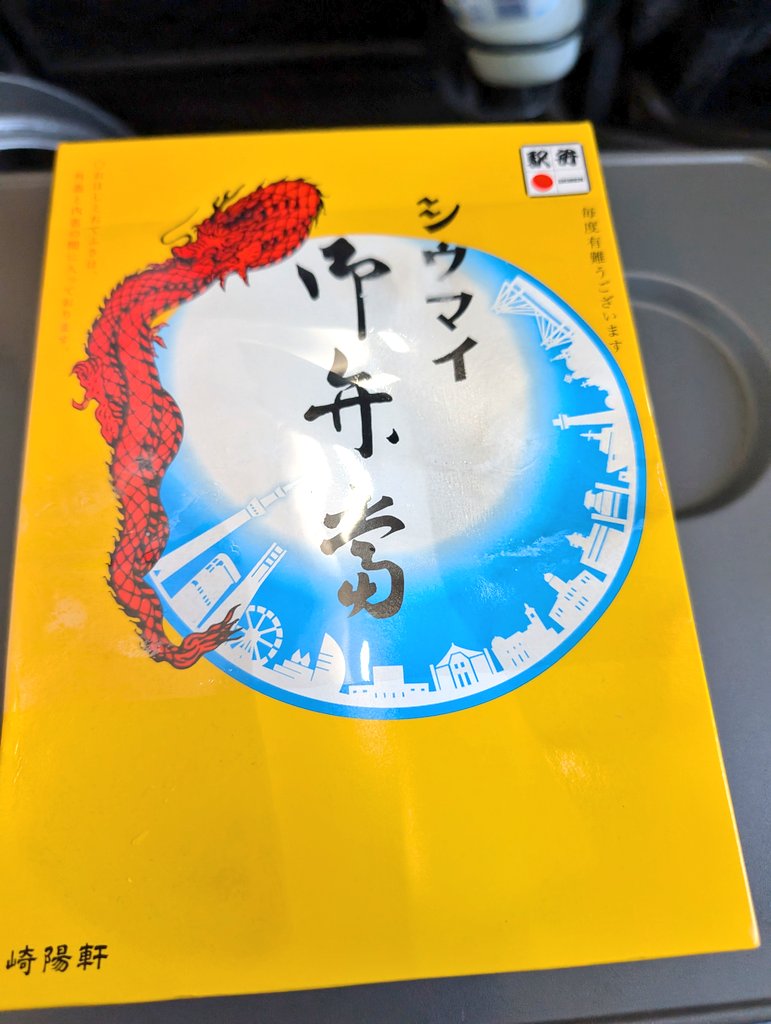 駅弁
毎度有難うございます
シウマイ
御弁当
崎陽軒